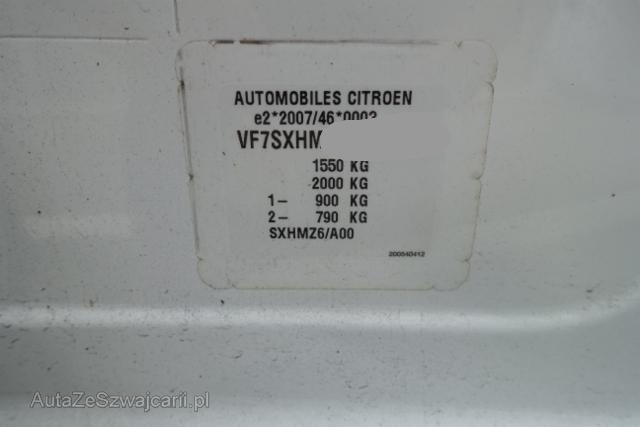 AUTOMOBILES CITROEN
e2*2007/46*0003
VF7SXHM
1550 KG
2000 KG
1- 900 KG
2- 790 KG
SXHMZ6/A00
200540412
AutaZeSzwajcarii.pl